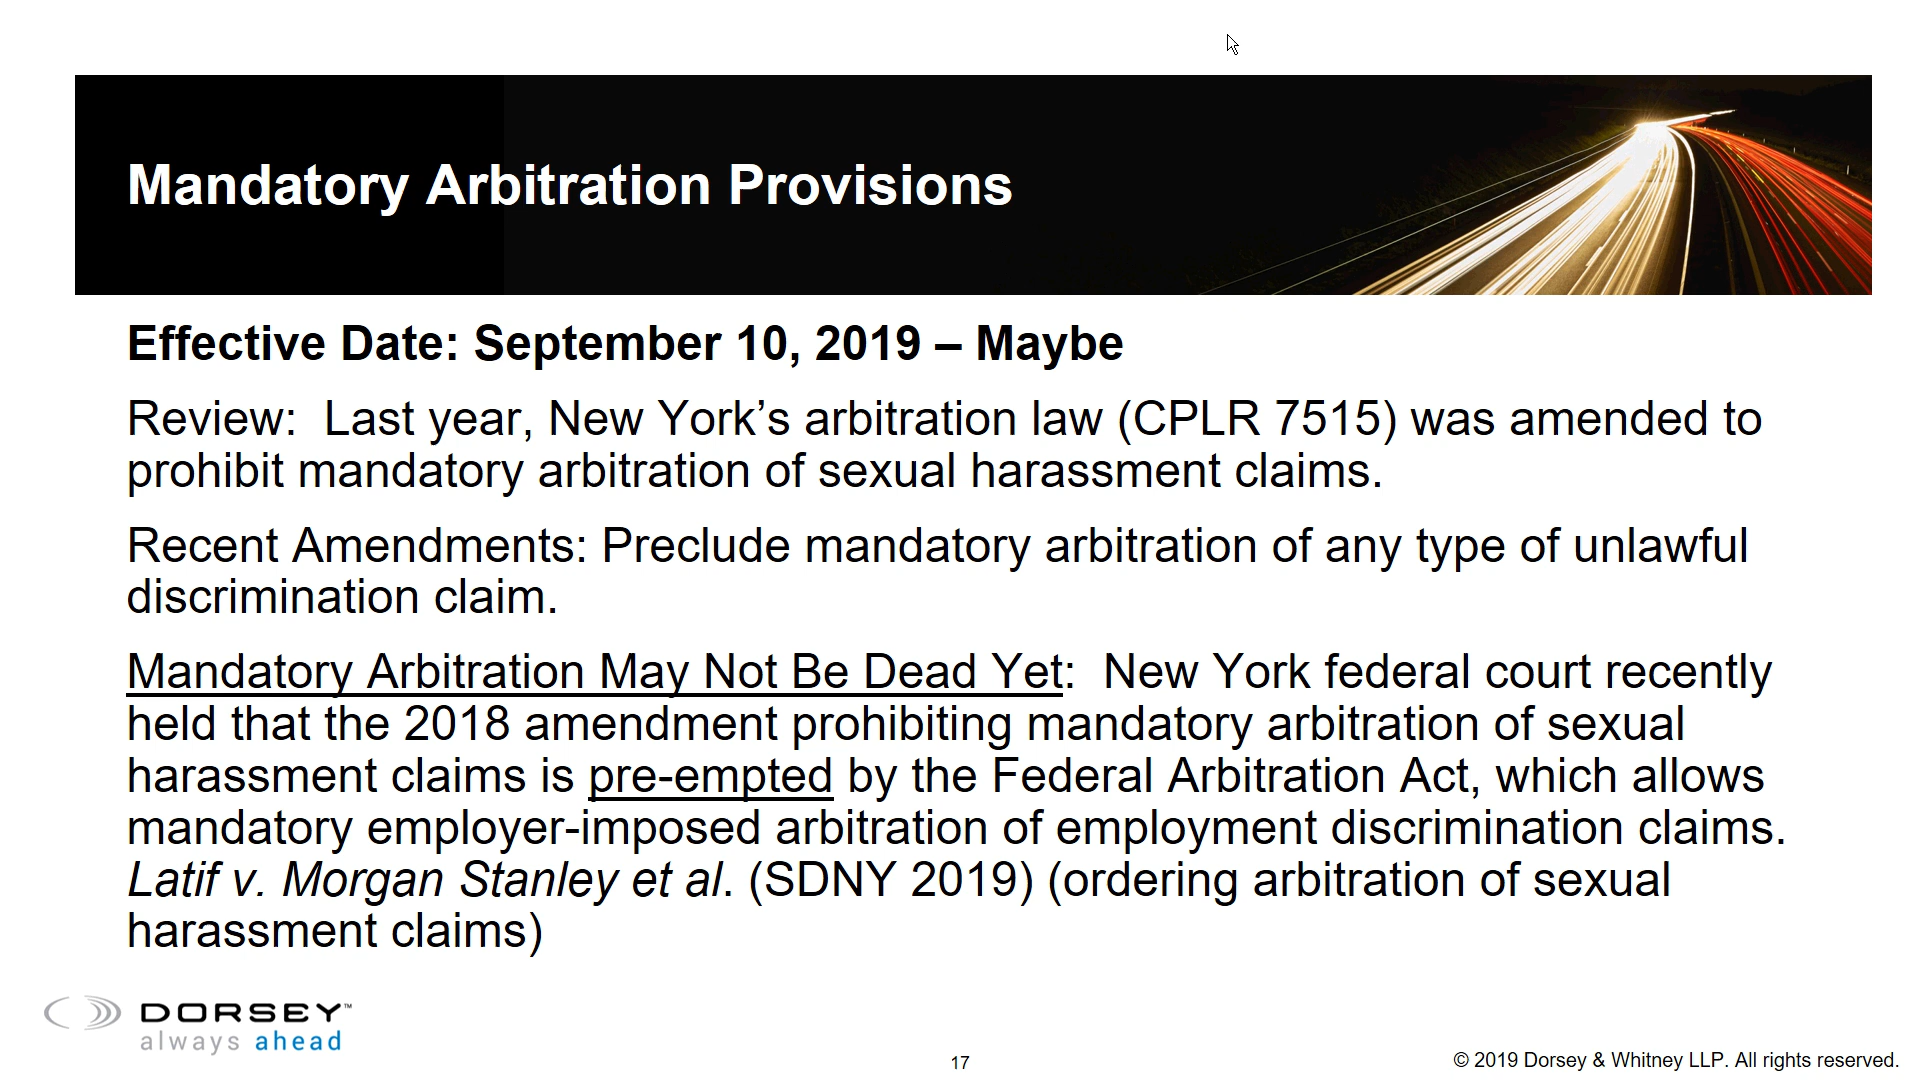 Mandatory Arbitration Provisions
Effective Date: September 10, 2019 – Maybe
Review:  Last year, New York’s arbitration law (CPLR 7515) was amended to
prohibit mandatory arbitration of sexual harassment claims.
Recent Amendments: Preclude mandatory arbitration of any type of unlawful
discrimination claim.
Mandatory Arbitration May Not Be Dead Yet:  New York federal court recently
held that the 2018 amendment prohibiting mandatory arbitration of sexual
harassment claims is pre-empted by the Federal Arbitration Act, which allows
mandatory employer-imposed arbitration of employment discrimination claims.
Latif v. Morgan Stanley et al. (SDNY 2019) (ordering arbitration of sexual
harassment claims)
DORSEY™
always ahead
17
© 2019 Dorsey & Whitney LLP. All rights reserved.